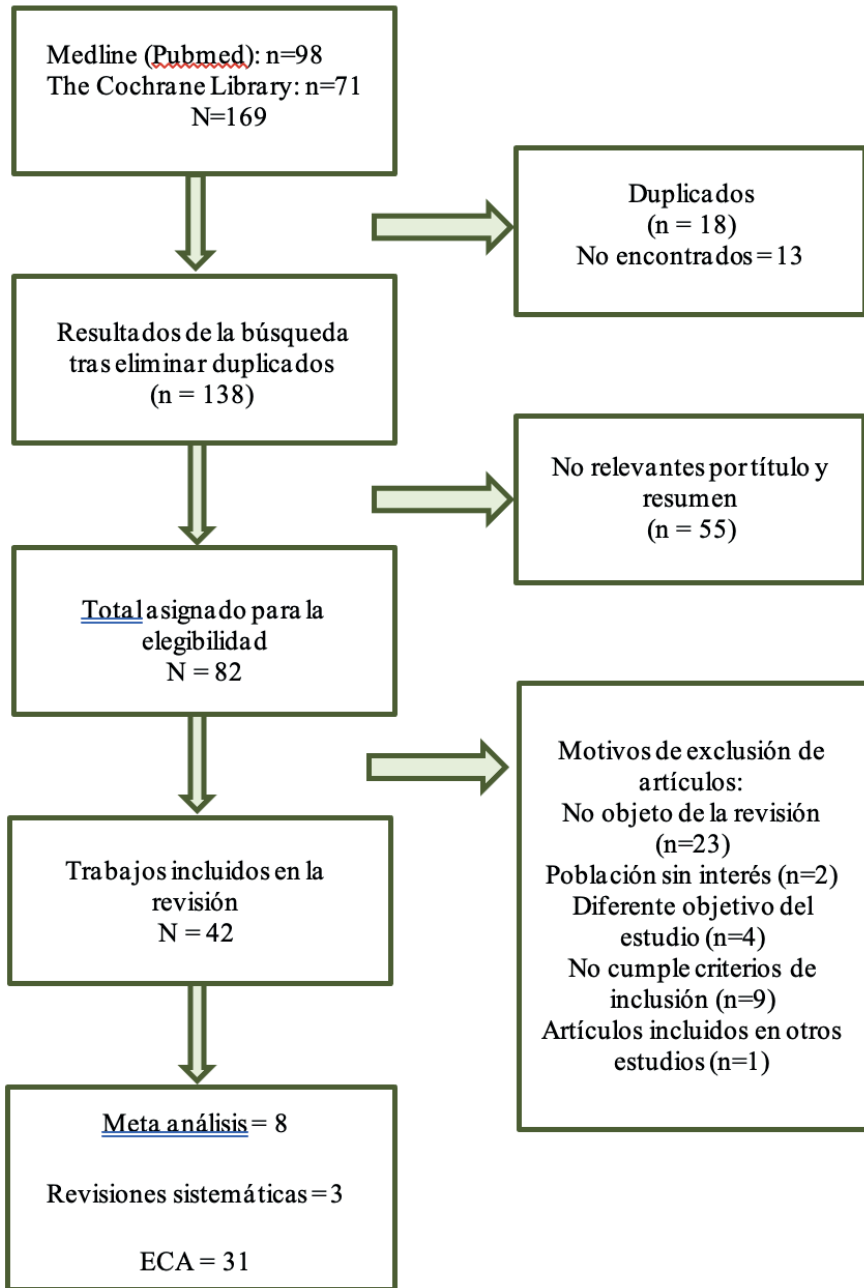 Medline (Pubmed): n=98
The Cochrane Library: n=71
N=169
Duplicados
(n = 18)
No encontrados = 13
Resultados de la búsqueda
tras eliminar duplicados
(n = 138)
No relevantes por título y
resumen
(n = 55)
Total asignado para la
elegibilidad
N = 82
Motivos de exclusión de
artículos:
No objeto de la revisión
(n=23)
Población sin interés (n=2)
Diferente objetivo del
estudio (n=4)
No cumple criterios de
inclusión (n=9)
Artículos incluidos en otros
estudios (n=1)
Trabajos incluidos en la
revisión
N = 42
Meta análisis = 8
Revisiones sistemáticas = 3
ECA = 31